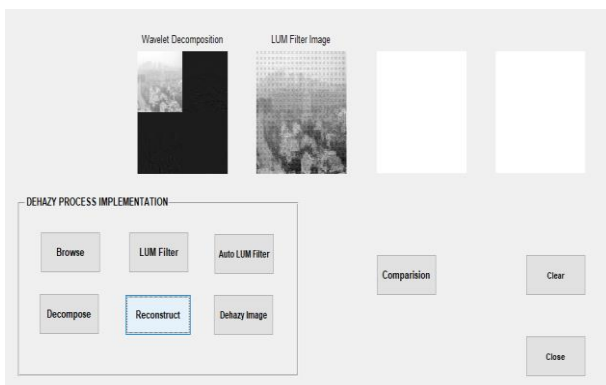 Wavelet Decomposition
LUM Filter Image
DEHAZY PROCESS IMPLEMENTATION
Browse
LUM Filter
Auto LUM Filter
Comparision
Clear
Decompose
Reconstruct
Dehazy Image
Close